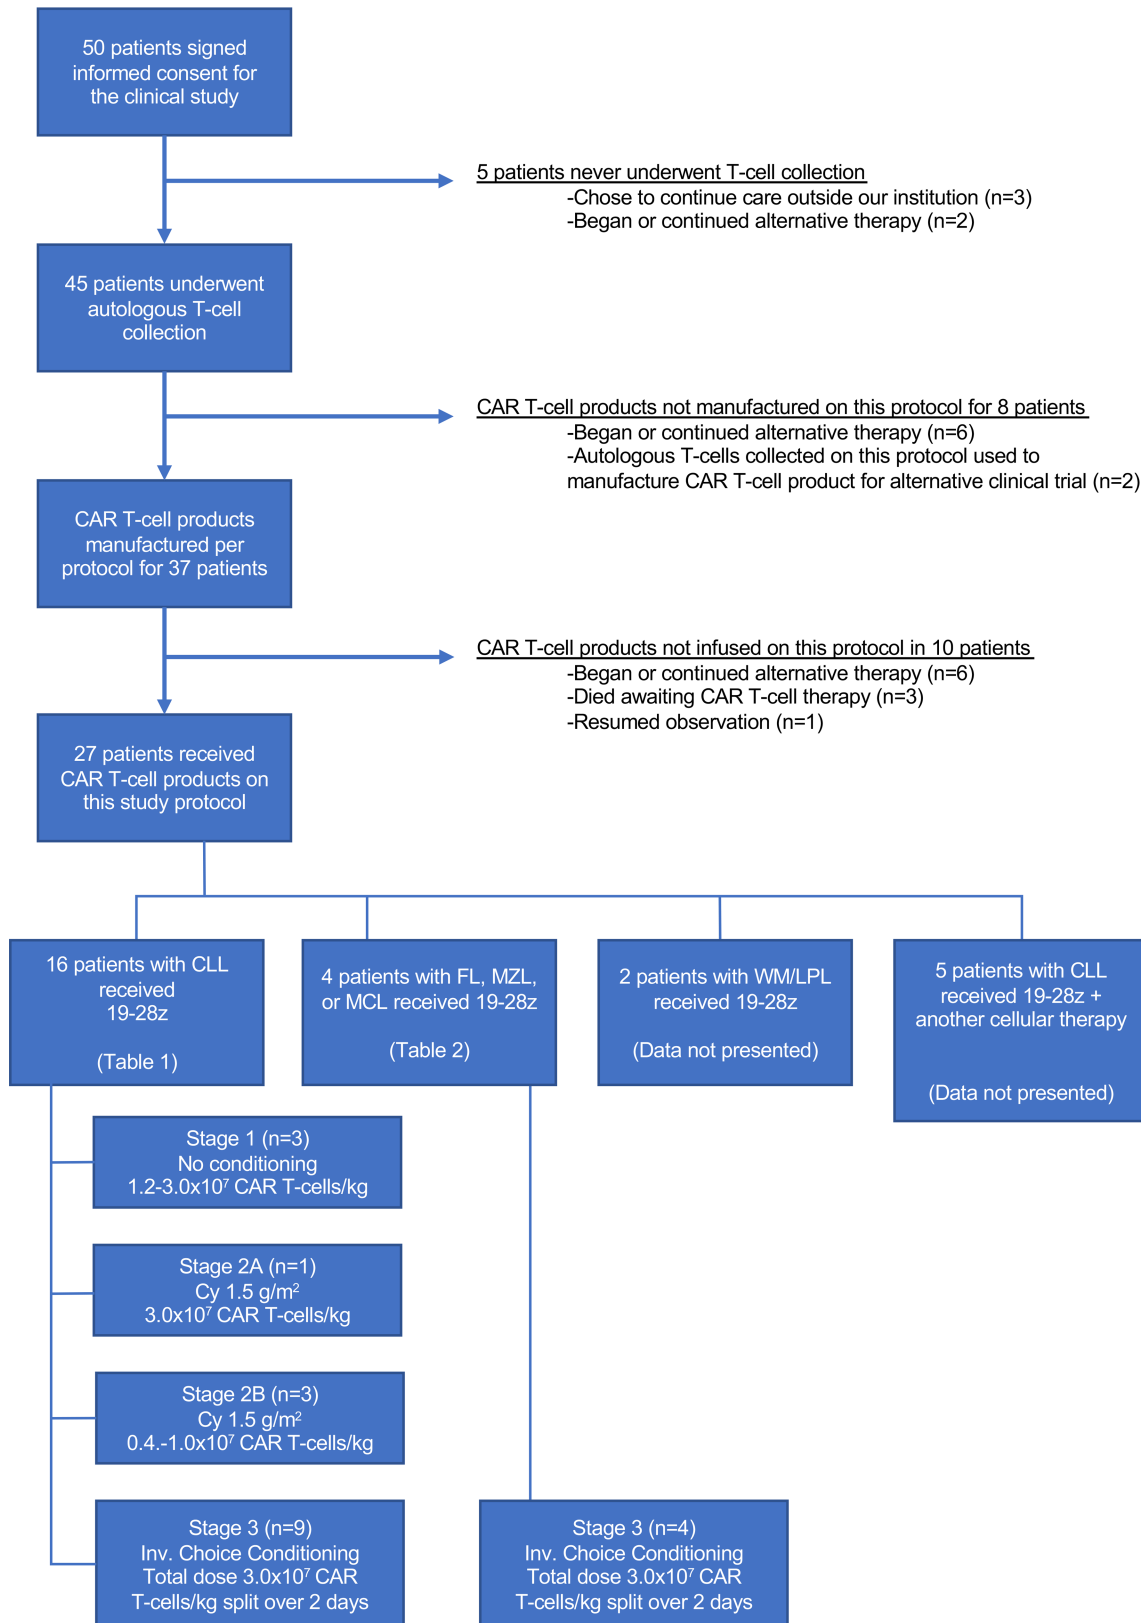 50 patients signed
informed consent for
the clinical study
5 patients never underwent T-cell collection
-Chose to continue care outside our institution (n=3)
-Began or continued alternative therapy (n=2)
45 patients underwent
autologous T-cell
collection
CAR T-cell products not manufactured on this protocol for 8 patients
-Began or continued alternative therapy (n=6)
-Autologous T-cells collected on this protocol used to
manufacture CAR T-cell product for alternative clinical trial (n=2)
CAR T-cell products
manufactured per
protocol for 37 patients
CAR T-cell products not infused on this protocol in 10 patients
-Began or continued alternative therapy (n=6)
-Died awaiting CAR T-cell therapy (n=3)
-Resumed observation (n=1)
27 patients received
CAR T-cell products on
this study protocol
16 patients with CLL
received
19-28z
(Table 1)
4 patients with FL, MZL,
or MCL received 19-28z
(Table 2)
2 patients with WM/LPL
received 19-28z
(Data not presented)
5 patients with CLL
received 19-28z +
another cellular therapy
(Data not presented)
Stage 1 (n=3)
No conditioning
1.2-3.0x10⁷ CAR T-cells/kg
Stage 2A (n=1)
Cy 1.5 g/m²
3.0x10⁷ CAR T-cells/kg
Stage 2B (n=3)
Cy 1.5 g/m²
0.4.-1.0x10⁷ CAR T-cells/kg
Stage 3 (n=9)
Inv. Choice Conditioning
Total dose 3.0x10⁷ CAR
T-cells/kg split over 2 days
Stage 3 (n=4)
Inv. Choice Conditioning
Total dose 3.0x10⁷ CAR
T-cells/kg split over 2 days